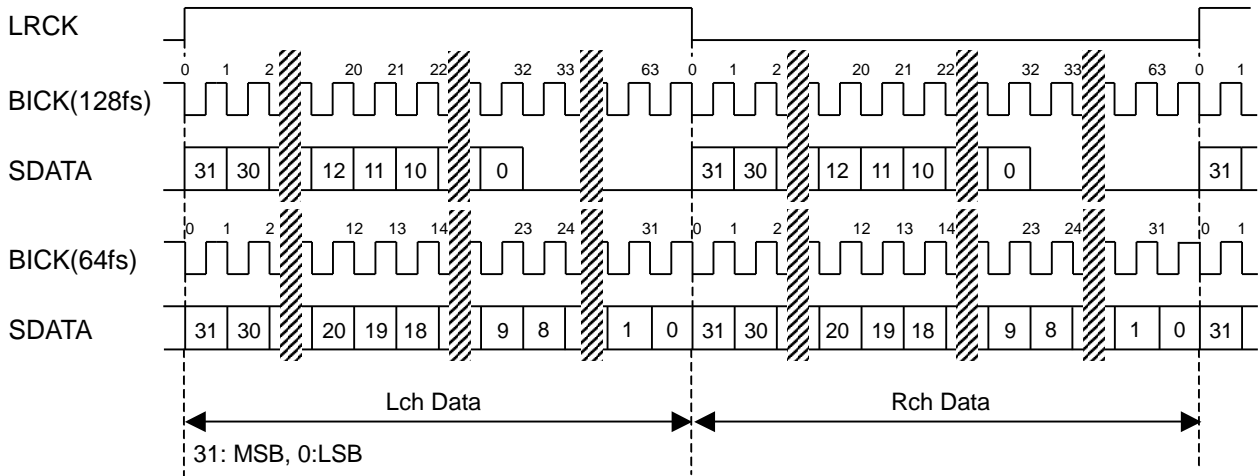 LRCK
0 1 2 20 21 22 32 33 63 0 1 2 20 21 22 32 33 63 0 1
BICK(128fs)
SDATA 31 30 12 11 10 0 31 30 12 11 10 0 31
0 1 2 12 13 14 23 24 31 0 1 2 12 13 14 23 24 31 0 1
BICK(64fs)
SDATA 31 30 20 19 18 9 8 1 0 31 30 20 19 18 9 8 1 0 31
Lch Data Rch Data
31: MSB, 0:LSB